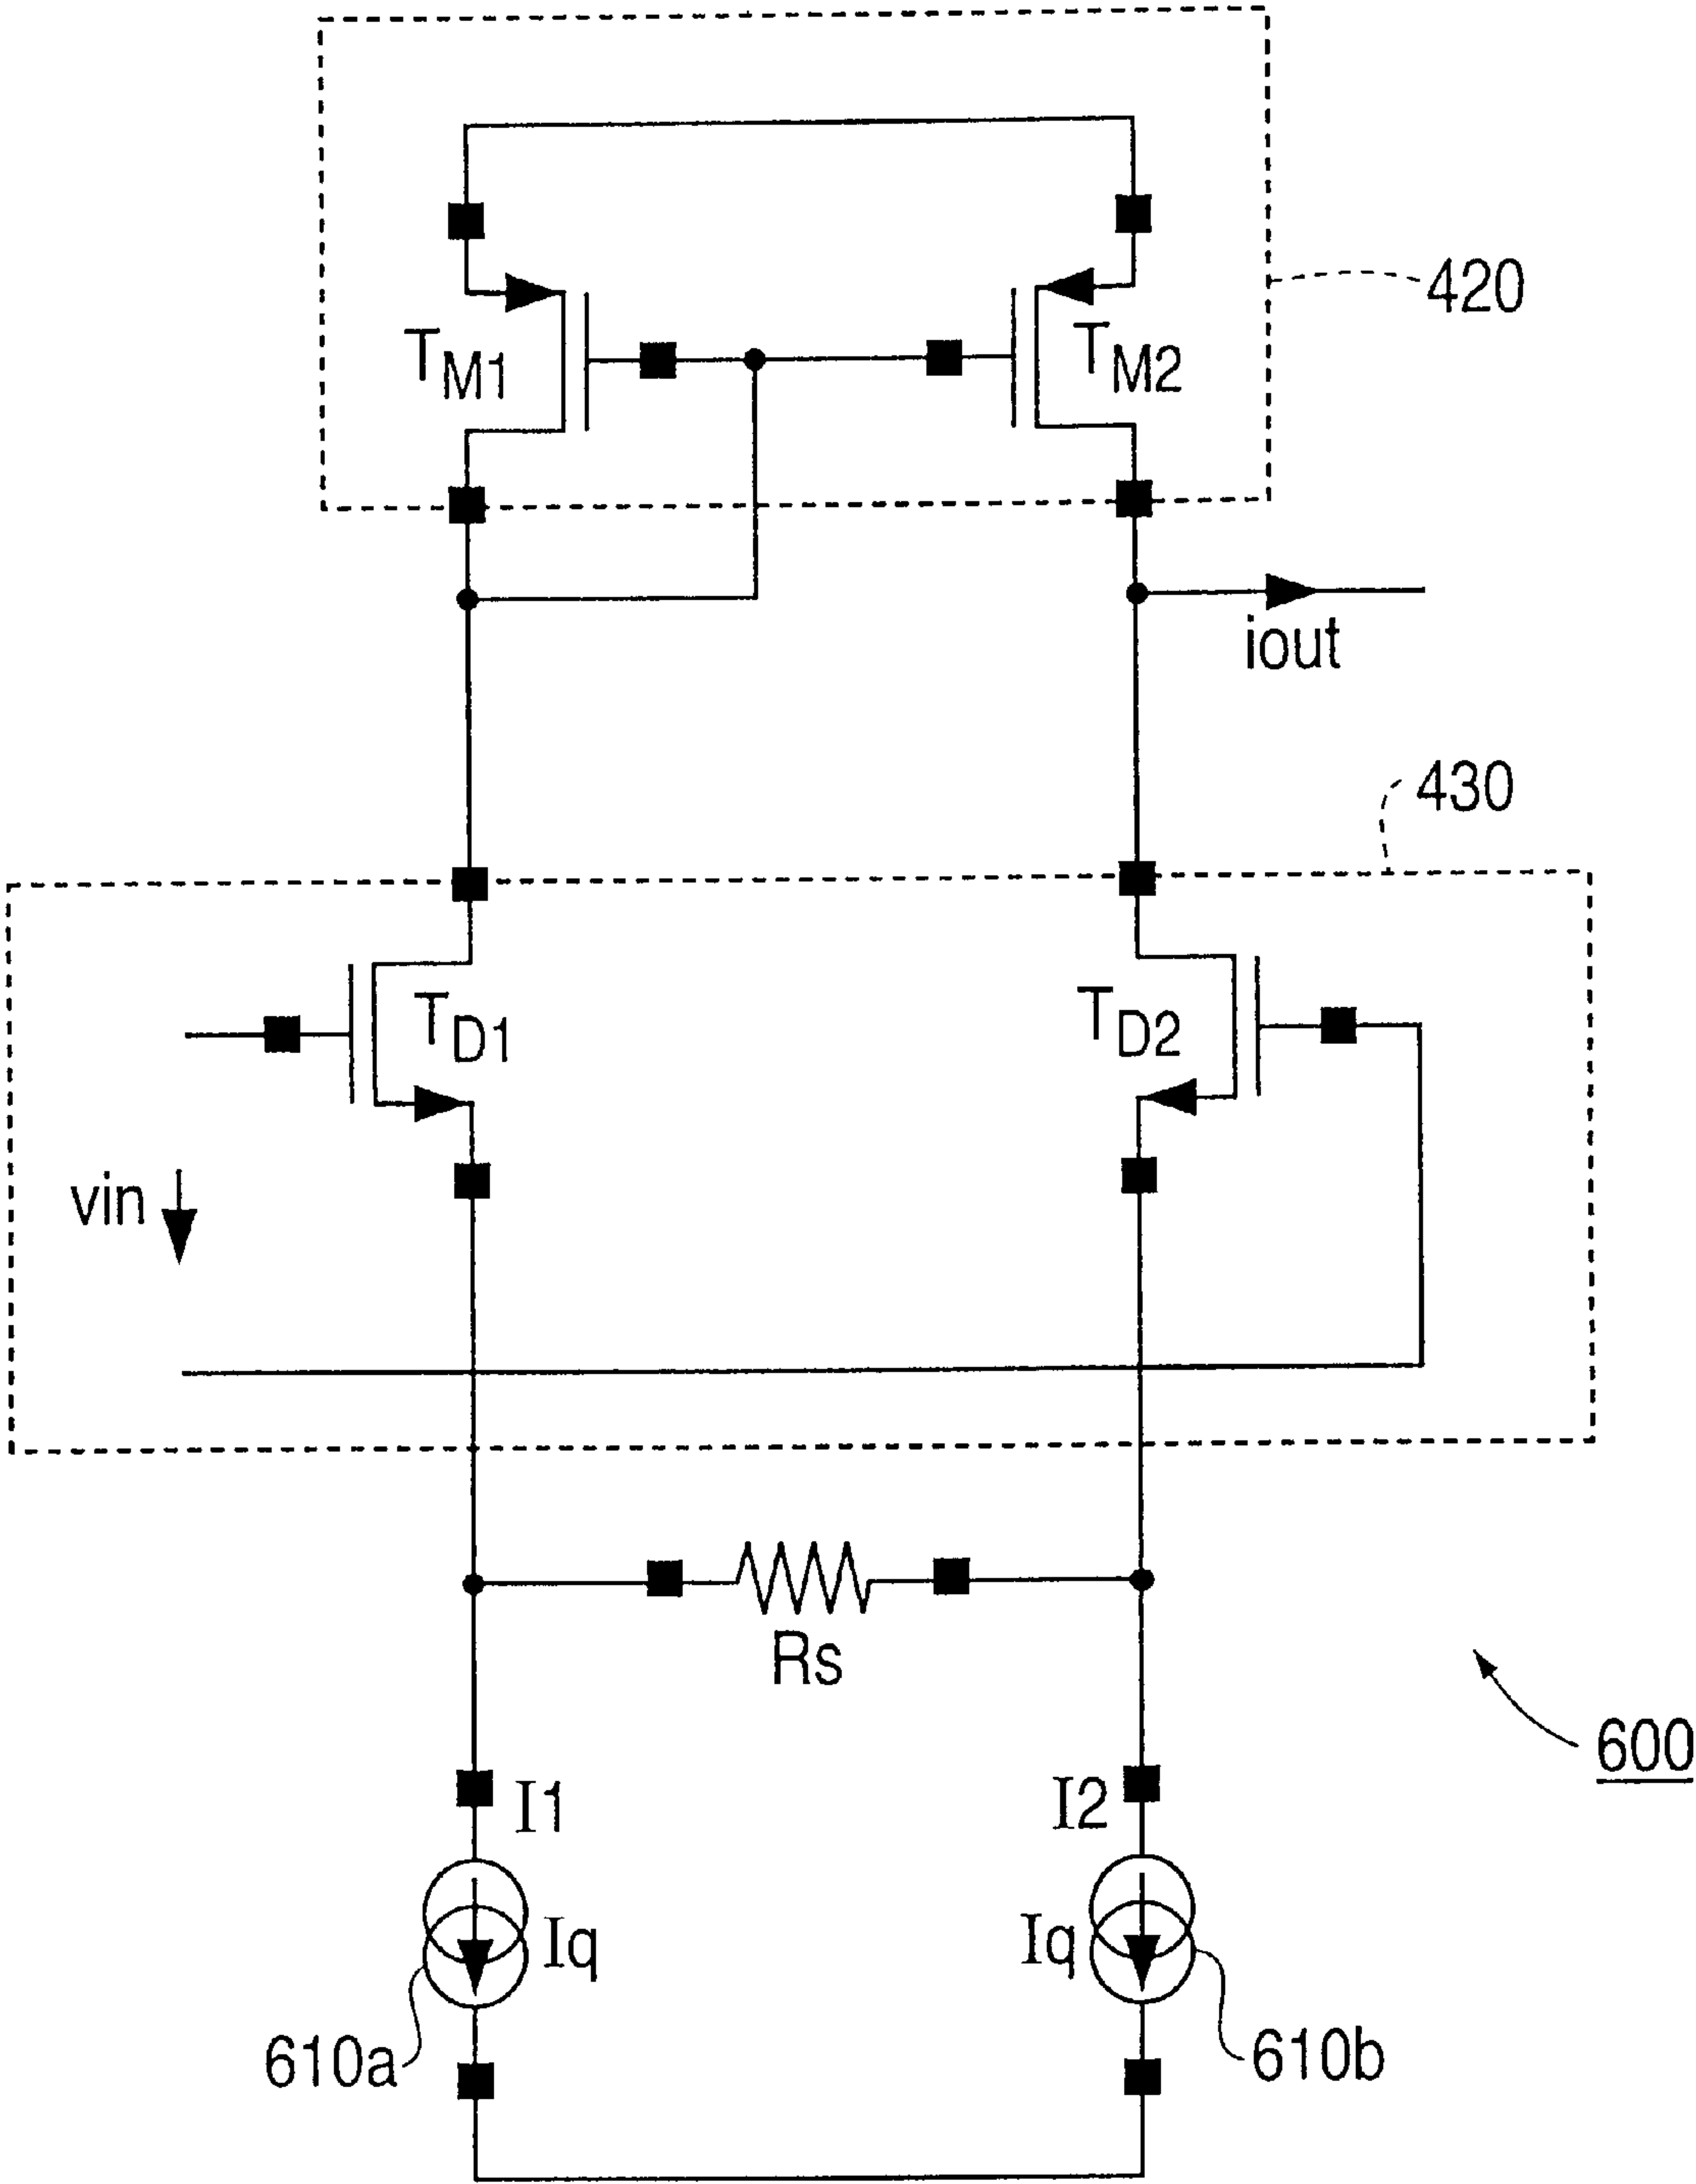 420
TM1
TM2
iout
430
TD1
TD2
vin
Rs
600
I1
I2
Iq
Iq
610a
610b